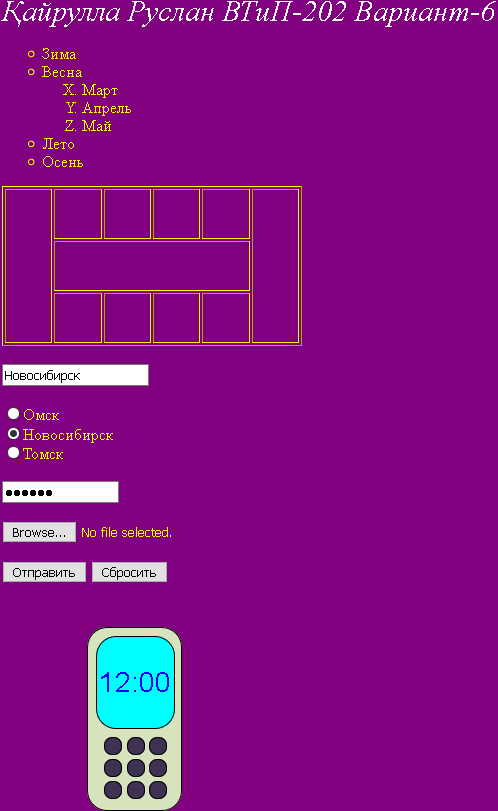 Қайрулла Руслан ВТиП-202 Вариант-6
Зима
Весна
X. Март
Y. Апрель
Z. Май
Лето
Осень
Новосибирск
Омск
Новосибирск
Томск
Browse... No file selected.
Отправить Сбросить
12:00